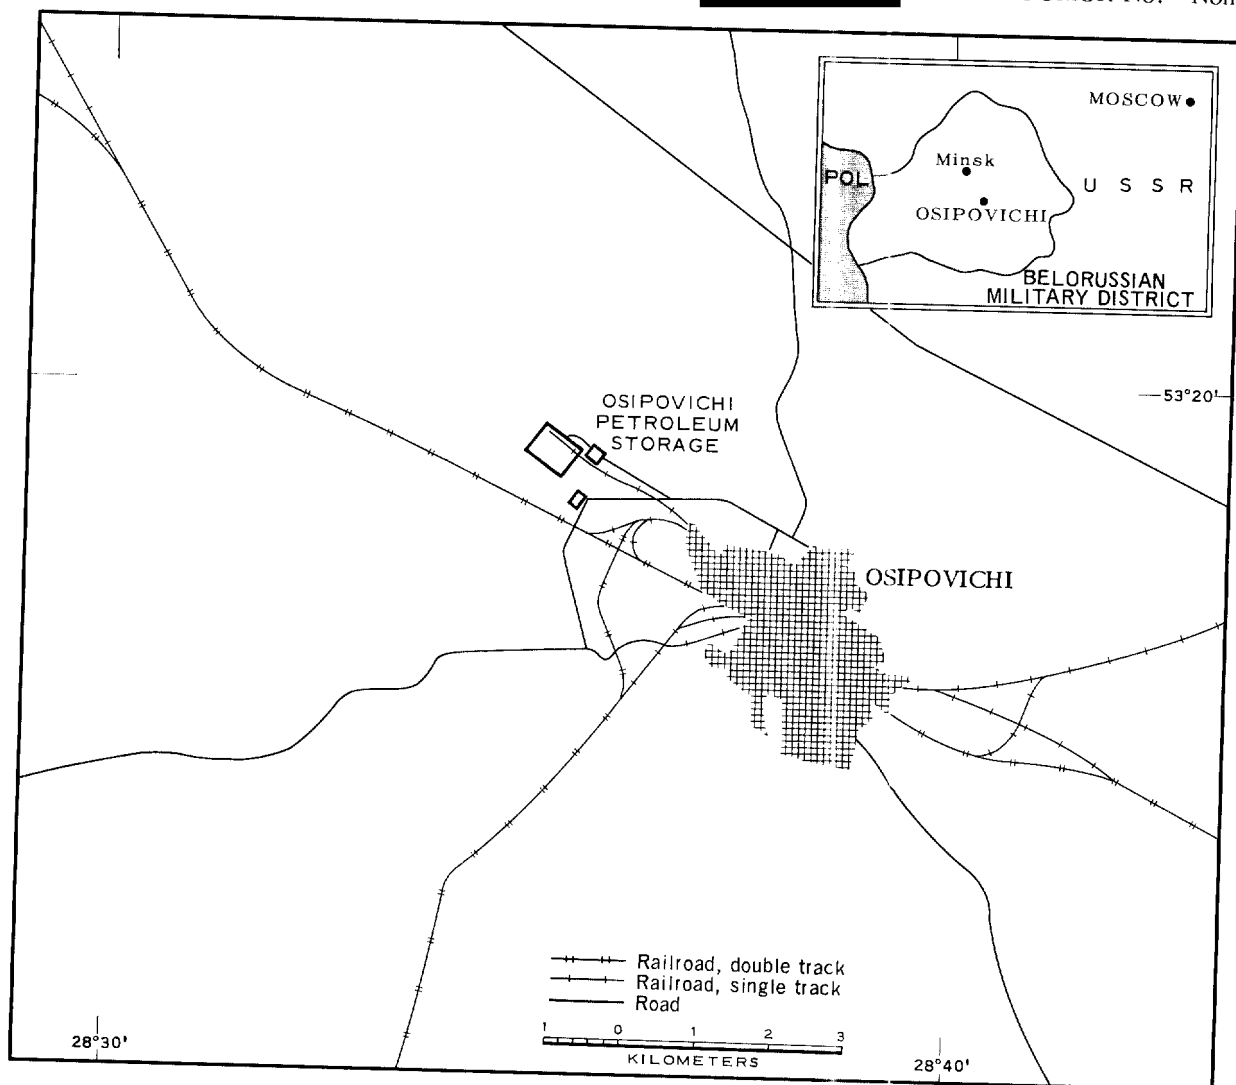 MOSCOW
Minsk
POL
U S S R
OSIPOVICHI
BELORUSSIAN
MILITARY DISTRICT
53°20'
OSIPOVICHI
PETROLEUM
STORAGE
OSIPOVICHI
Railroad, double track
Railroad, single track
Road
1 0 1 2 3
KILOMETERS
28°30'
28°40'